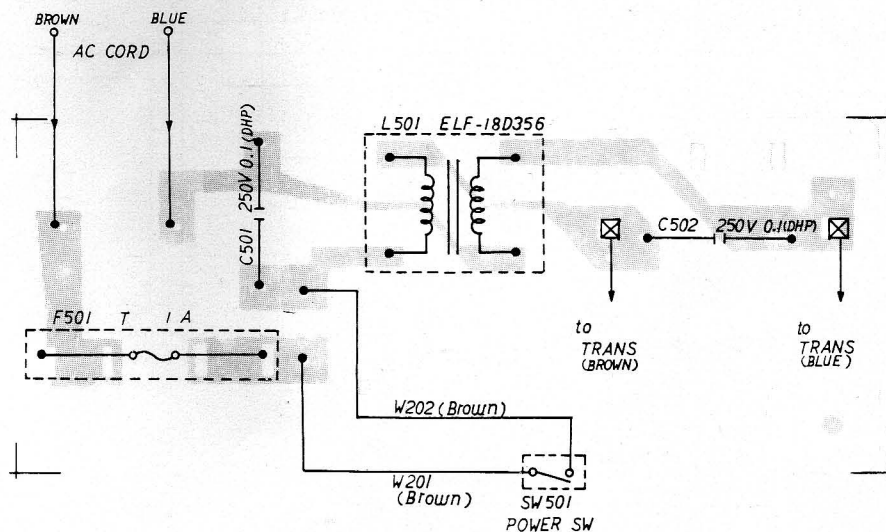 BROWN
BLUE
AC CORD
C501 250V 0.1(DHP)
L501 ELF-18D356
C502 250V 0.1(DHP)
F501 T 1 A
to
TRANS
(BROWN)
to
TRANS
(BLUE)
W202 (Brown)
W201
(Brown)
SW501
POWER SW